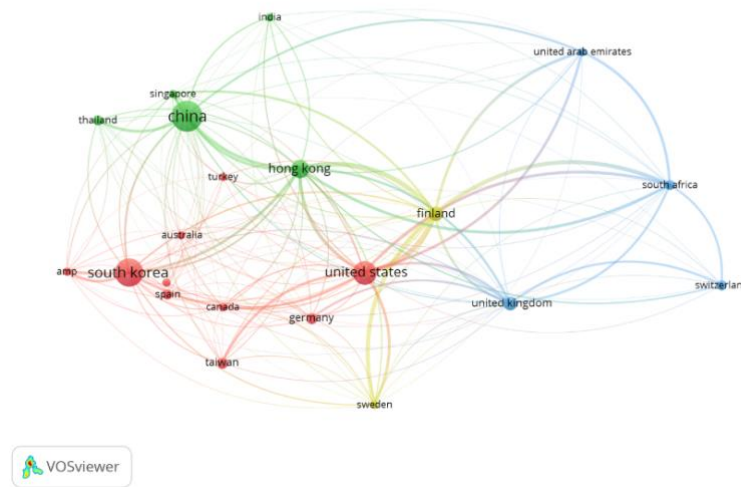 india
united arab emirates
singapore
china
thailand
hong kong
turkey
south africa
finland
australia
amp
south korea
united states
switzerlan
spain
united kingdom
canada
germany
taiwan
sweden
VOSviewer